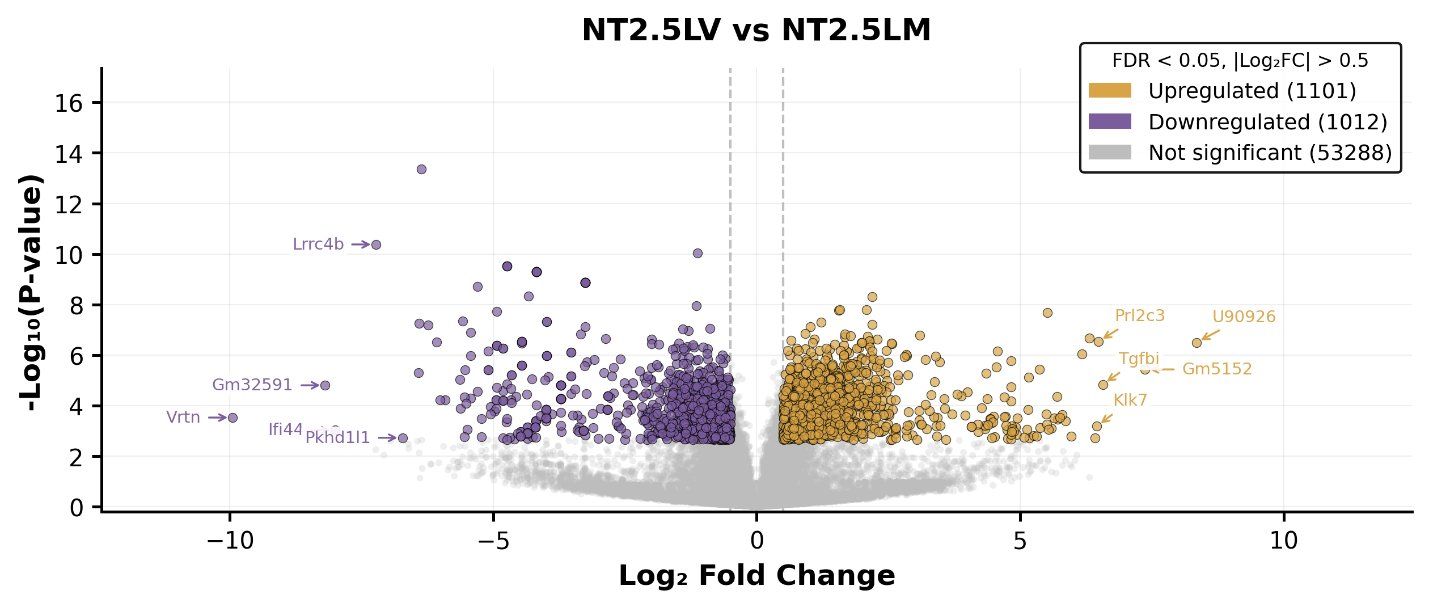 NT2.5LV vs NT2.5LM
FDR < 0.05, |Log₂FC| > 0.5
Upregulated (1101)
Downregulated (1012)
Not significant (53288)
-Log₁₀(P-value)
16
14
12
10
8
6
4
2
0
Lrrc4b
Prl2c3
U90926
Tgfbi
Gm5152
Gm32591
Klk7
Vrtn
Ifi44
Pkhd1l1
−10
−5
0
5
10
Log₂ Fold Change